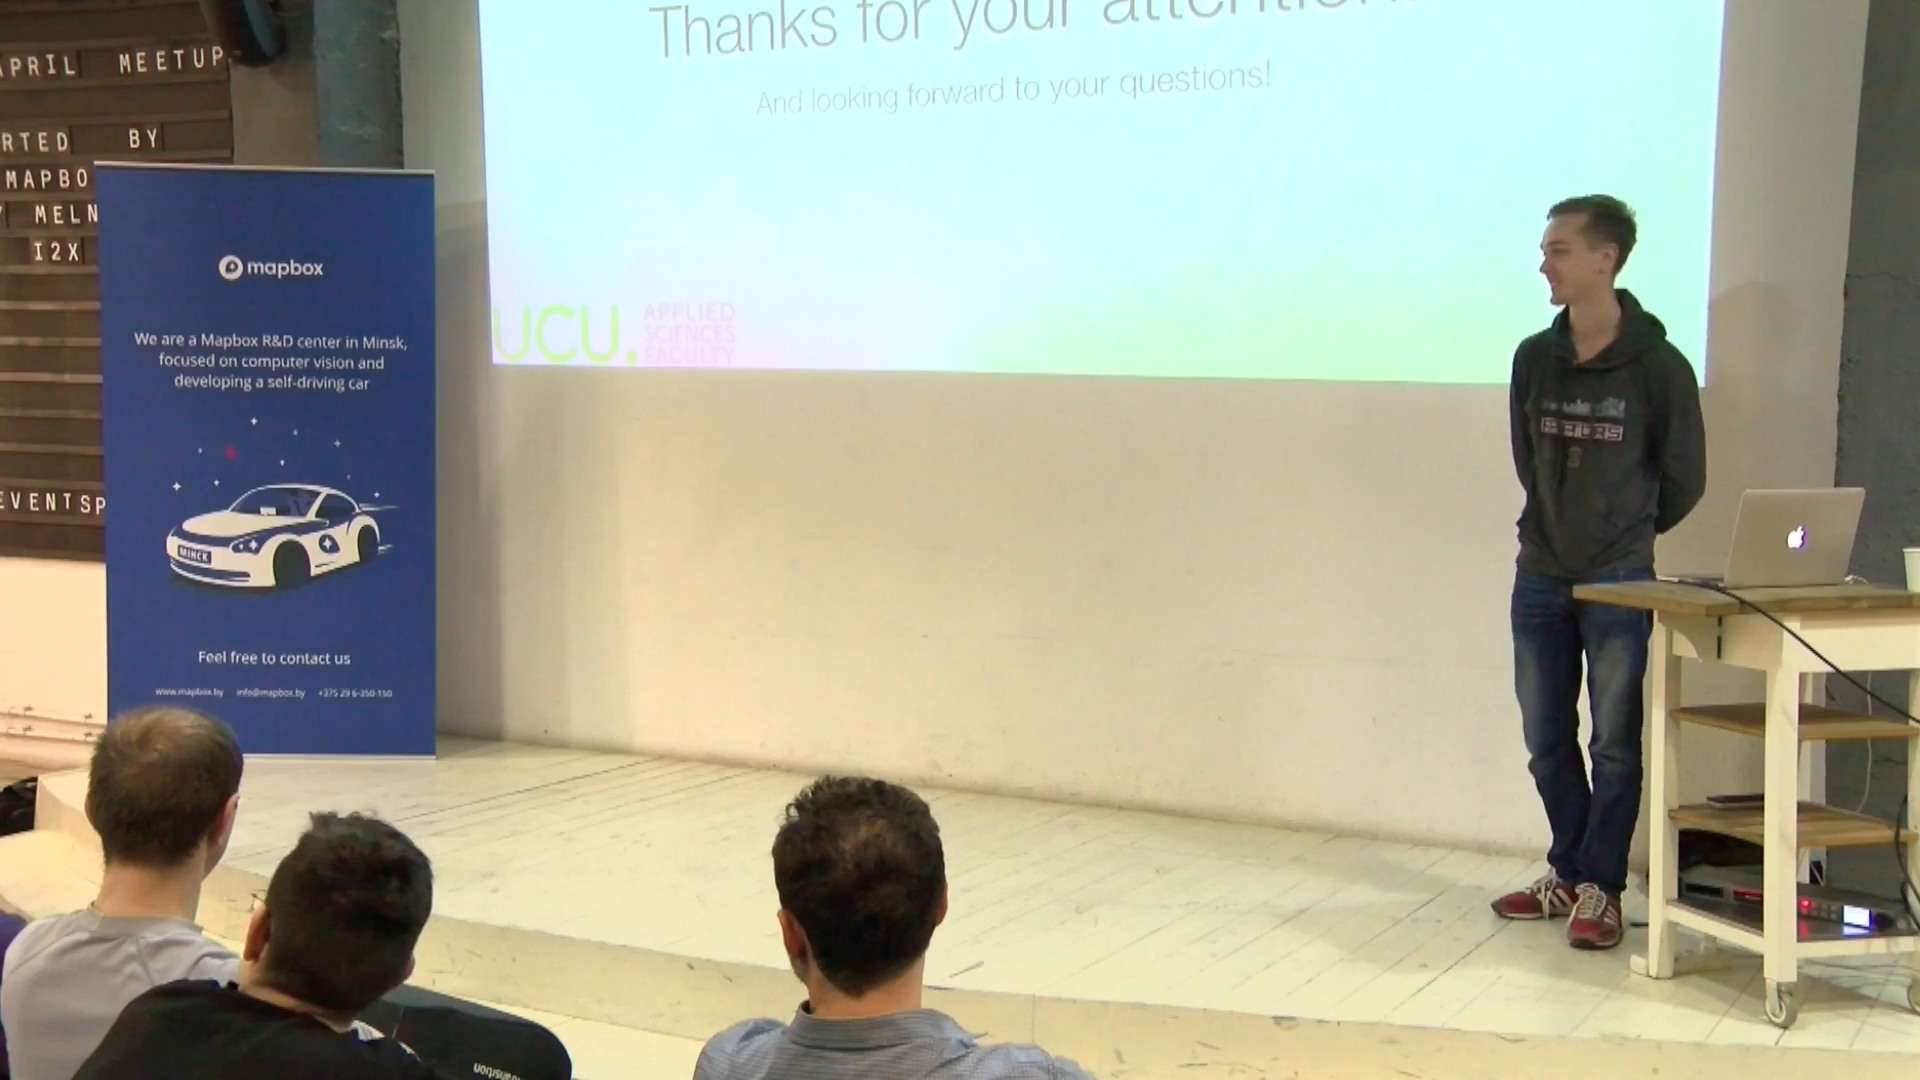 APRIL MEETUP
RTED BY
MAPBO
MELN
I2X
EVENTSP
mapbox
We are a Mapbox R&D center in Minsk,
focused on computer vision and
developing a self-driving car
MINCK
Feel free to contact us
www.mapbox.by info@mapbox.by +375 29 6-350-150
Thanks for your attention
And looking forward to your questions!
UCU. APPLIED
SCIENCES
FACULTY